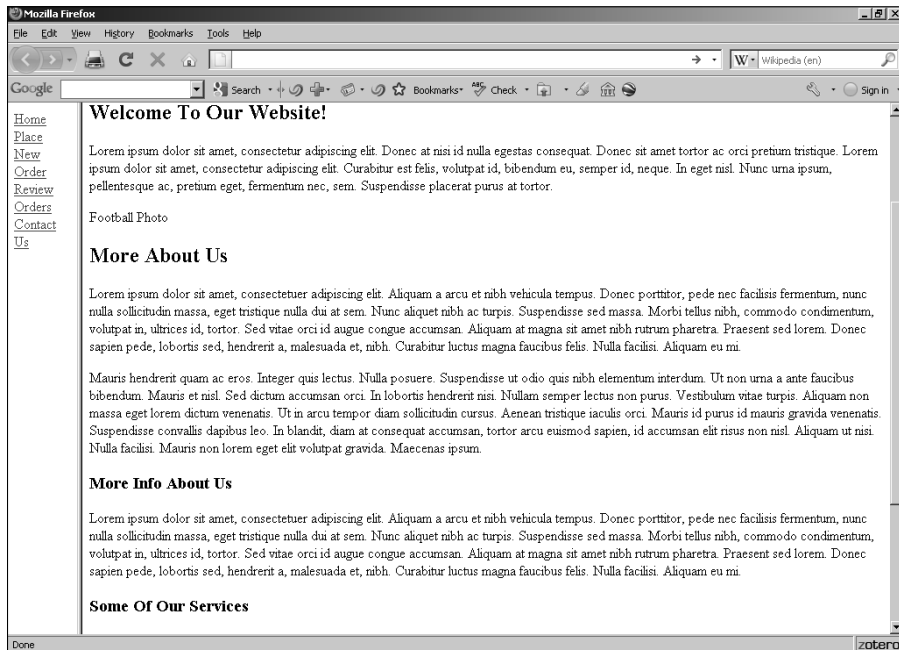 Mozilla Firefox
File Edit View History Bookmarks Tools Help
W Wikipedia (en)
Google Search Bookmarks ABC Check Sign in
Home
Place
New
Order
Review
Orders
Contact
Us
Welcome To Our Website!
Lorem ipsum dolor sit amet, consectetur adipiscing elit. Donec at nisi id nulla egestas consequat. Donec sit amet tortor ac orci pretium tristique. Lorem
ipsum dolor sit amet, consectetur adipiscing elit. Curabitur est felis, volutpat id, bibendum eu, semper id, neque. In eget nisl. Nunc urna ipsum,
pellentesque ac, pretium eget, fermentum nec, sem. Suspendisse placerat purus at tortor.
Football Photo
More About Us
Lorem ipsum dolor sit amet, consectetuer adipiscing elit. Aliquam a arcu et nibh vehicula tempus. Donec porttitor, pede nec facilisis fermentum, nunc
nulla sollicitudin massa, eget tristique nulla dui at sem. Nunc aliquet nibh ac turpis. Suspendisse sed massa. Morbi tellus nibh, commodo condimentum,
volutpat in, ultrices id, tortor. Sed vitae orci id augue congue accumsan. Aliquam at magna sit amet nibh rutrum pharetra. Praesent sed lorem. Donec
sapien pede, lobortis sed, hendrerit a, malesuada et, nibh. Curabitur luctus magna faucibus felis. Nulla facilisi. Aliquam eu mi.
Mauris hendrerit quam ac eros. Integer quis lectus. Nulla posuere. Suspendisse ut odio quis nibh elementum interdum. Ut non urna a ante faucibus
bibendum. Mauris et nisl. Sed dictum accumsan orci. In lobortis hendrerit nisi. Nullam semper lectus non purus. Vestibulum vitae turpis. Aliquam non
massa eget lorem dictum venenatis. Ut in arcu tempor diam sollicitudin cursus. Aenean tristique iaculis orci. Mauris id purus id mauris gravida venenatis.
Suspendisse convallis dapibus leo. In blandit, diam at consequat accumsan, tortor arcu euismod sapien, id accumsan elit risus non nisl. Aliquam ut nisi.
Nulla facilisi. Mauris non lorem eget elit volutpat gravida. Maecenas ipsum.
More Info About Us
Lorem ipsum dolor sit amet, consectetuer adipiscing elit. Aliquam a arcu et nibh vehicula tempus. Donec porttitor, pede nec facilisis fermentum, nunc
nulla sollicitudin massa, eget tristique nulla dui at sem. Nunc aliquet nibh ac turpis. Suspendisse sed massa. Morbi tellus nibh, commodo condimentum,
volutpat in, ultrices id, tortor. Sed vitae orci id augue congue accumsan. Aliquam at magna sit amet nibh rutrum pharetra. Praesent sed lorem. Donec
sapien pede, lobortis sed, hendrerit a, malesuada et, nibh. Curabitur luctus magna faucibus felis. Nulla facilisi. Aliquam eu mi.
Some Of Our Services
Done zotero